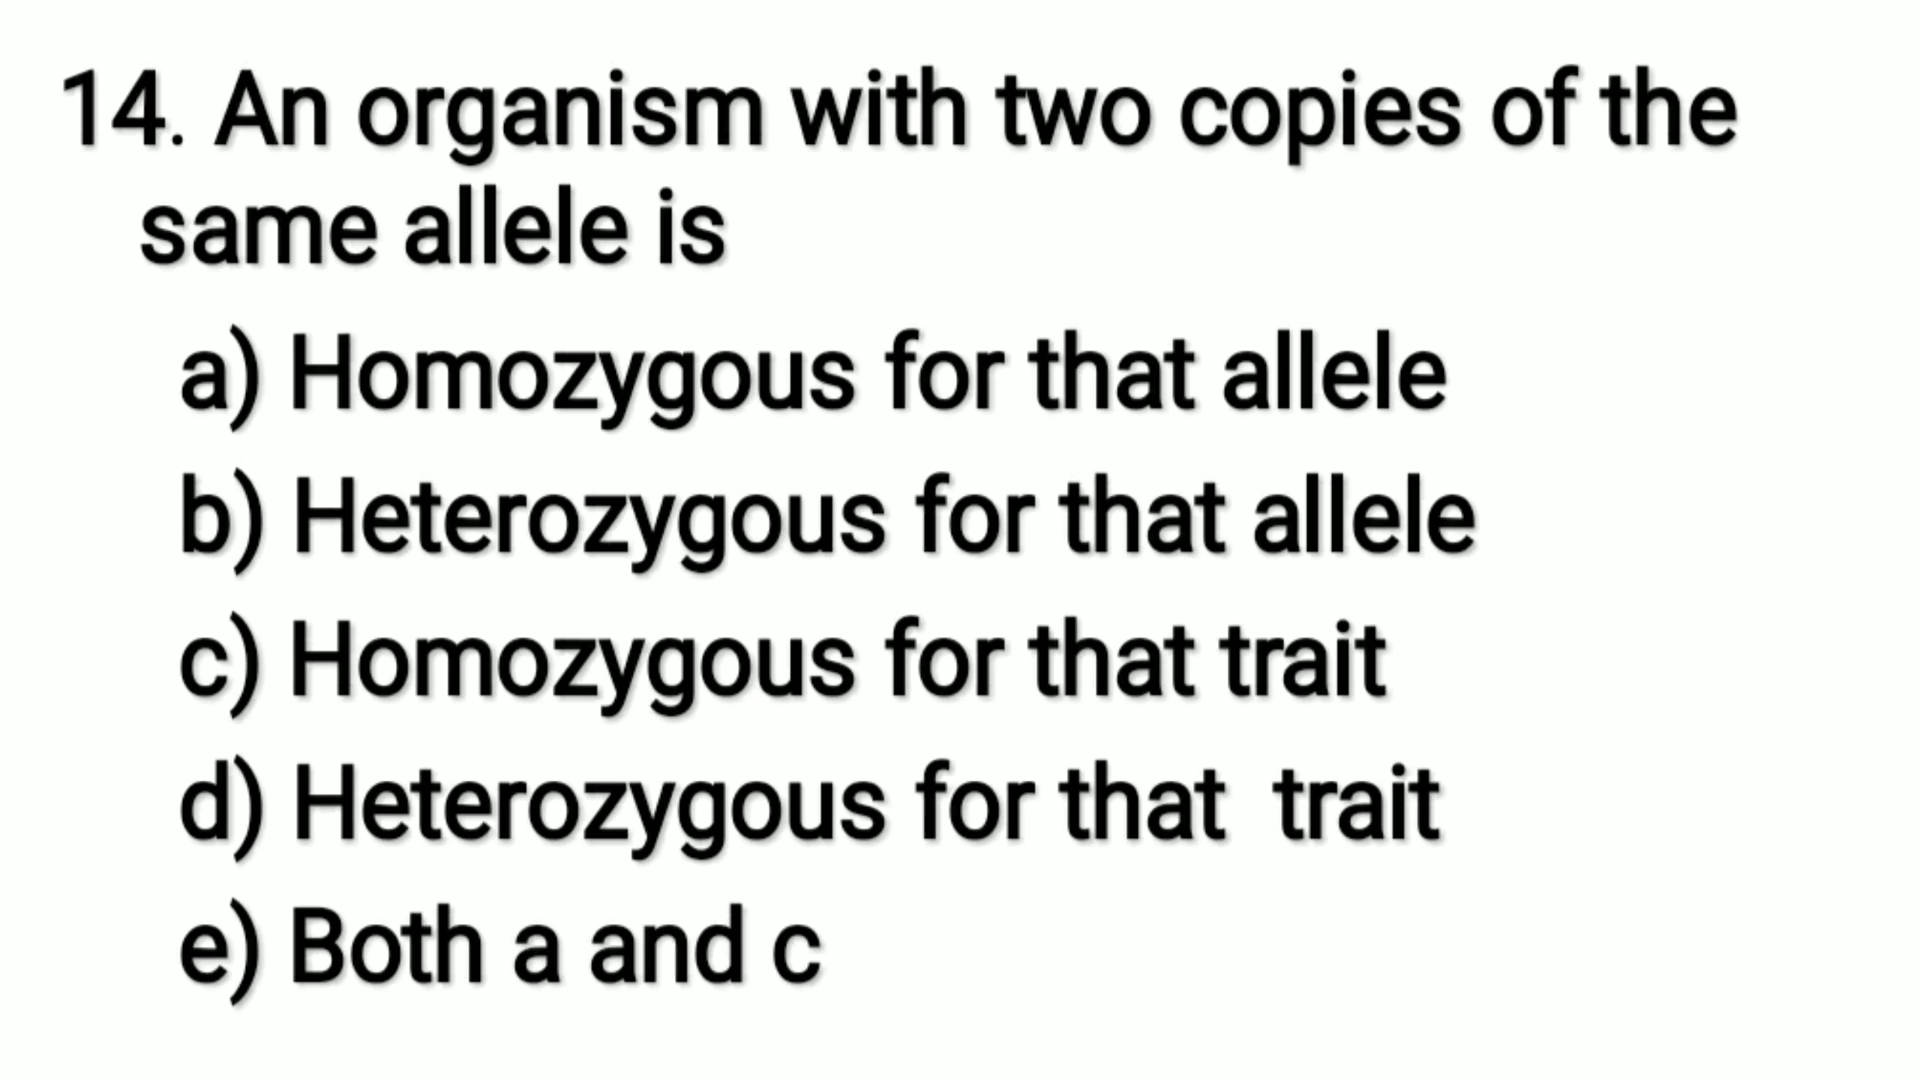 14. An organism with two copies of the
same allele is
a) Homozygous for that allele
b) Heterozygous for that allele
c) Homozygous for that trait
d) Heterozygous for that  trait
e) Both a and c